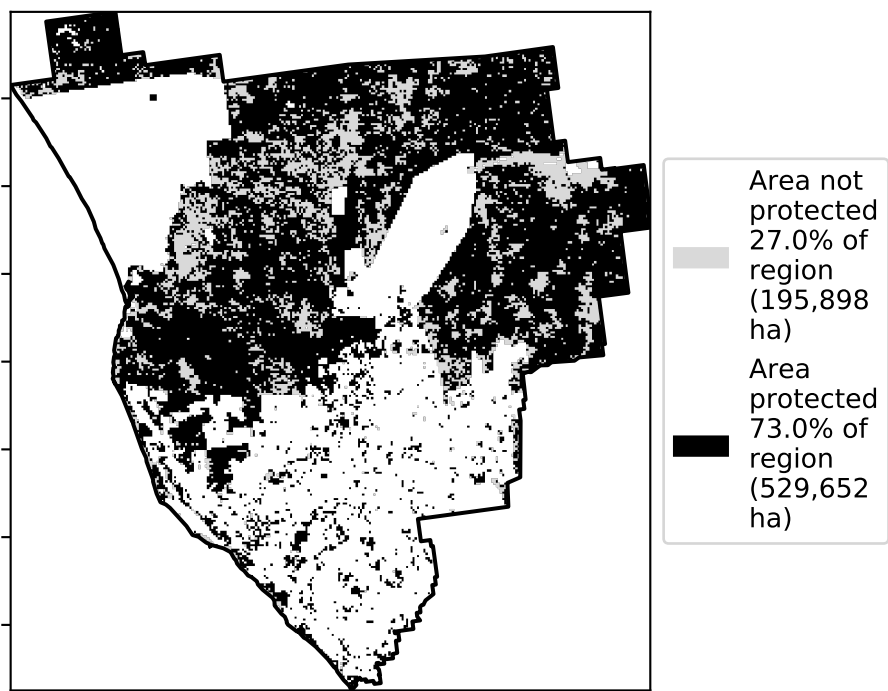 Area not
protected
27.0% of
region
(195,898
ha)
Area
protected
73.0% of
region
(529,652
ha)